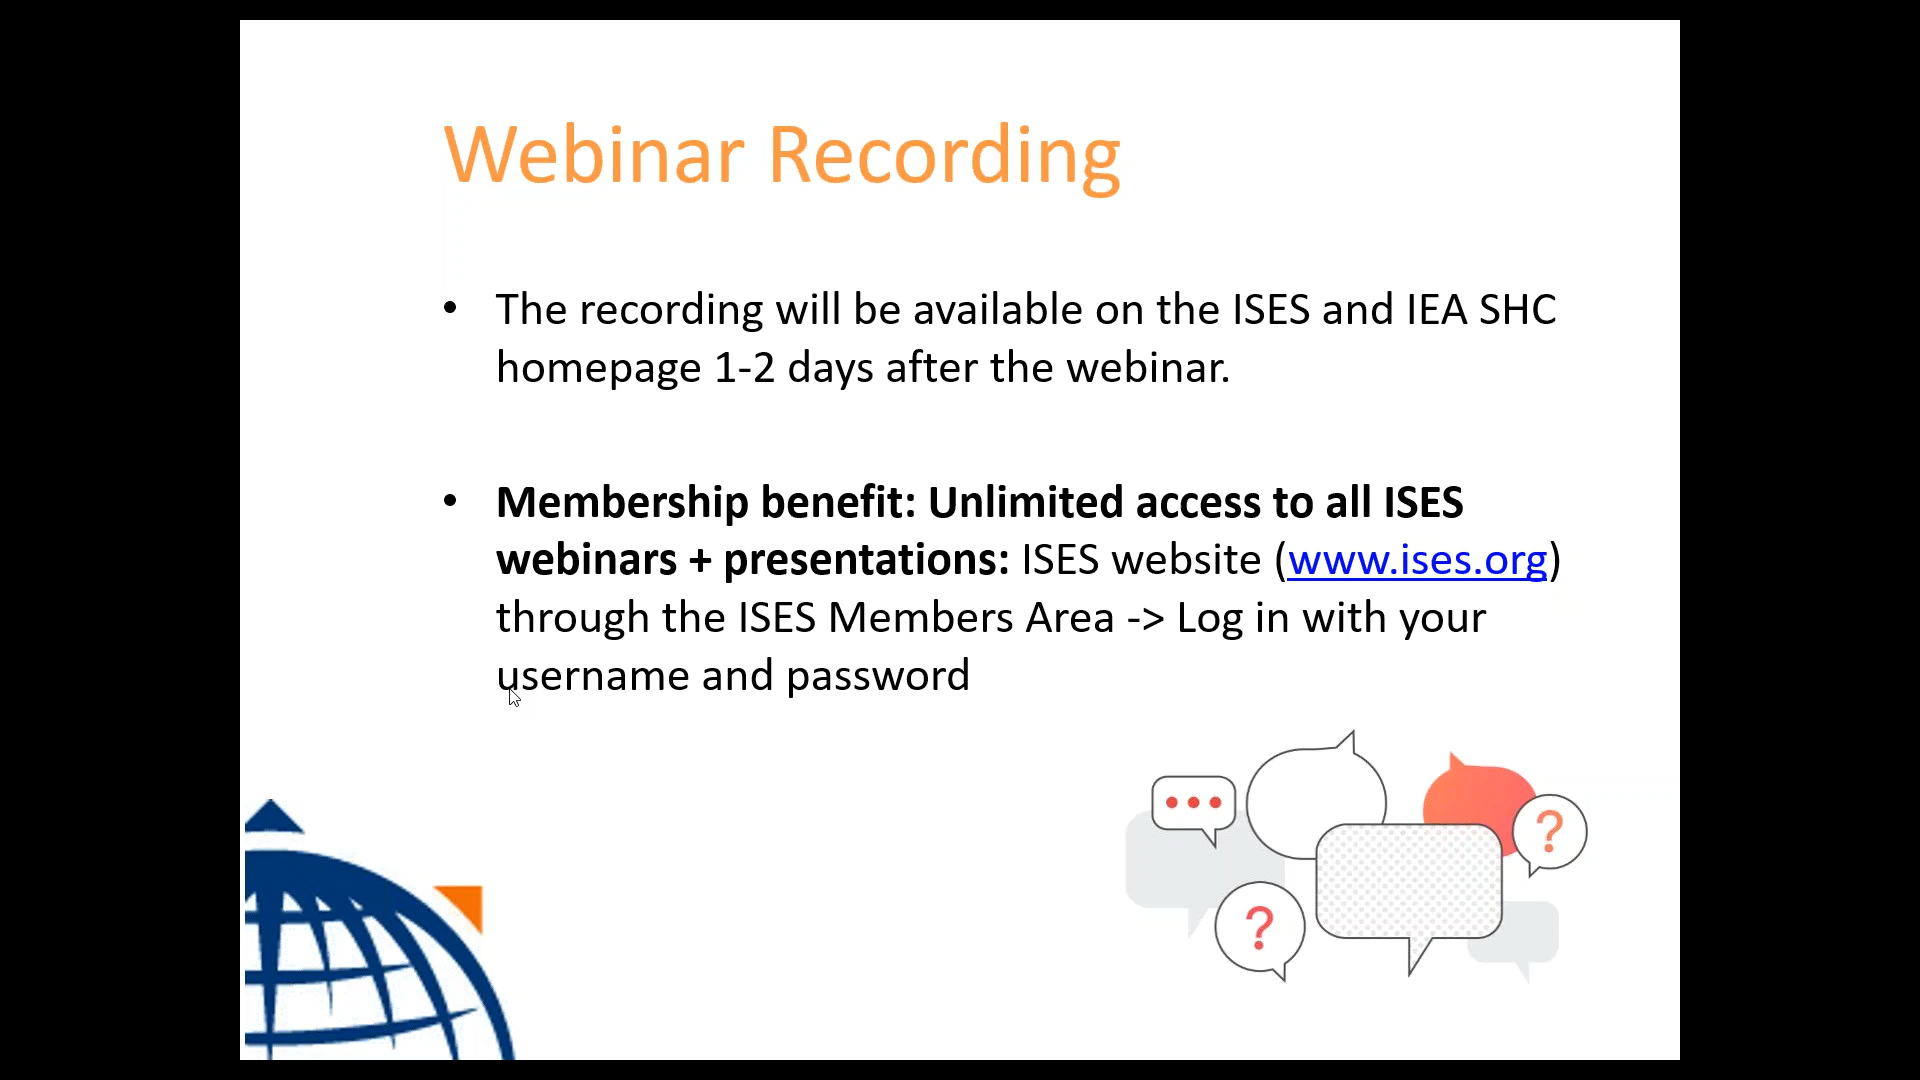 Webinar Recording
• The recording will be available on the ISES and IEA SHC
homepage 1-2 days after the webinar.
• Membership benefit: Unlimited access to all ISES
webinars + presentations: ISES website (www.ises.org)
through the ISES Members Area -> Log in with your
username and password
?
?